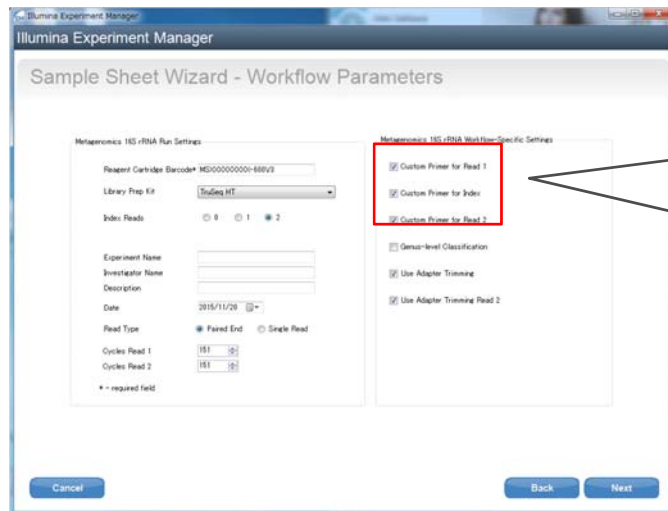 Illumina Experiment Manager
Illumina Experiment Manager
Sample Sheet Wizard - Workflow Parameters
Metagenomics 16S rRNA Run Settings
Reagent Cartridge Barcode*
Library Prep Kit TruSeq HT
Index Reads 0 1 2
Experiment Name
Investigator Name
Description
Date 2015/11/20
Read Type Paired End Single Read
Cycles Read 1 151
Cycles Read 2 151
* - required field
Metagenomics 16S rRNA Workflow-Specific Settings
Custom Primer for Read 1
Custom Primer for Index
Custom Primer for Read 2
Genus-level Classification
Use Adapter Trimming
Use Adapter Trimming Read 2
Cancel
Back
Next